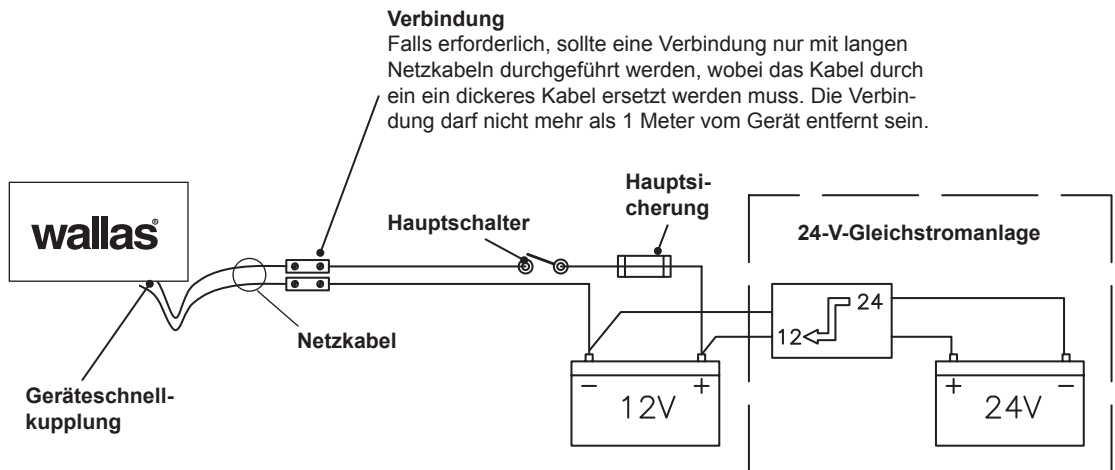 Verbindung
Falls erforderlich, sollte eine Verbindung nur mit langen
Netzkabeln durchgeführt werden, wobei das Kabel durch
ein ein dickeres Kabel ersetzt werden muss. Die Verbin-
dung darf nicht mehr als 1 Meter vom Gerät entfernt sein.
Hauptsi-
cherung
wallas®
Hauptschalter
24-V-Gleichstromanlage
24
12
Netzkabel
Geräteschnell-
kupplung
− +
12V
+ −
24V